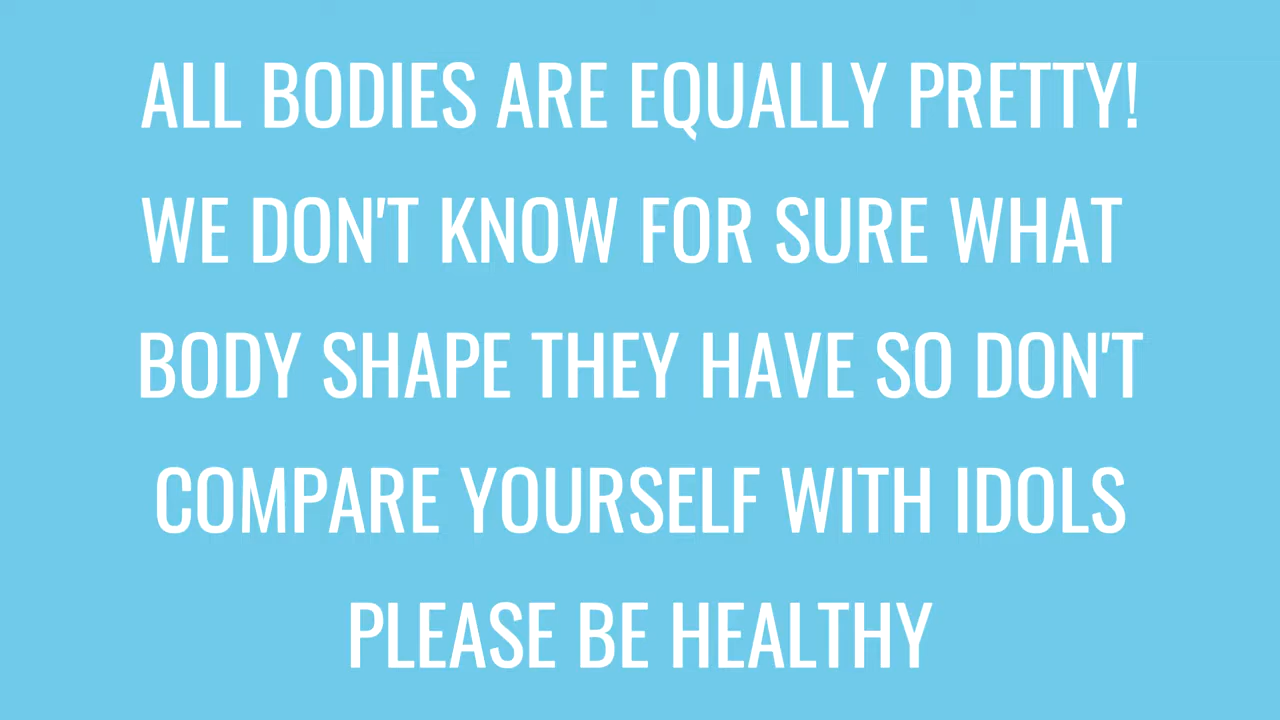 ALL BODIES ARE EQUALLY PRETTY!
WE DON'T KNOW FOR SURE WHAT
BODY SHAPE THEY HAVE SO DON'T
COMPARE YOURSELF WITH IDOLS
PLEASE BE HEALTHY